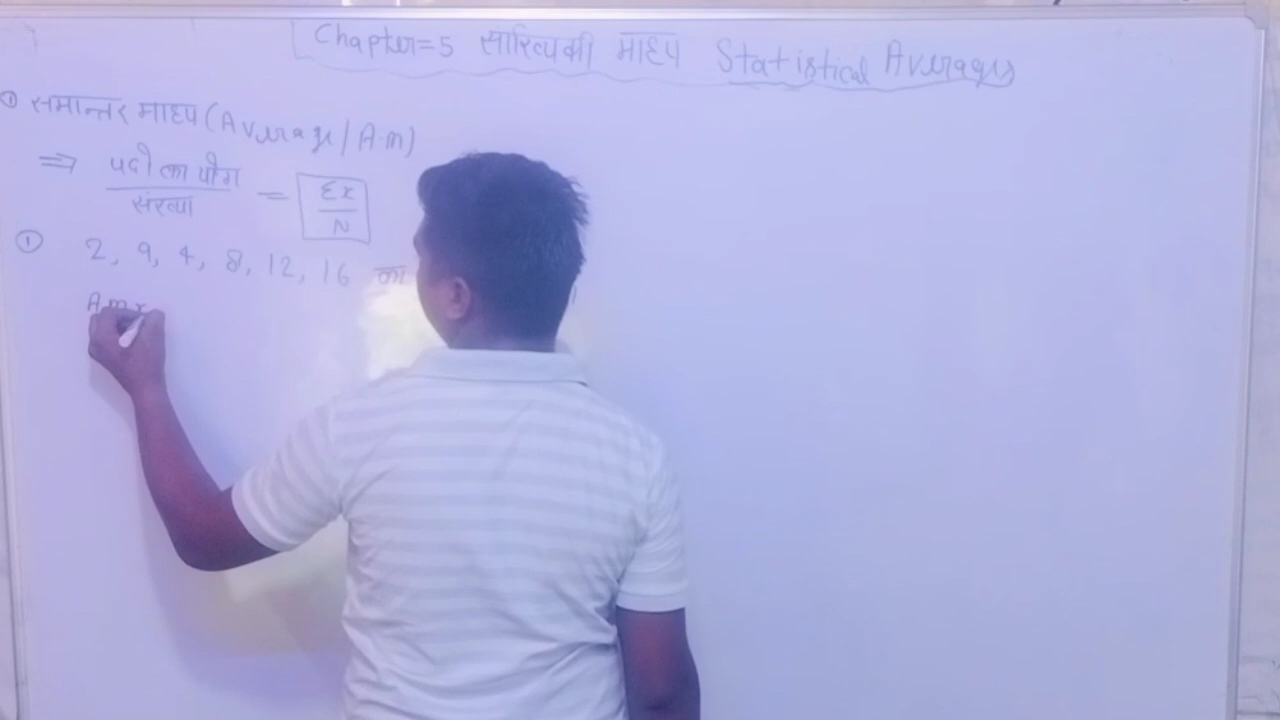 Chapter=5 सांख्यिकी माध्य Statistical Averages
① समान्तर माध्य (Average/A.m)
⇒ पदों का योग / संख्या = Σx / N
① 2, 9, 4, 8, 12, 16 का
A.m